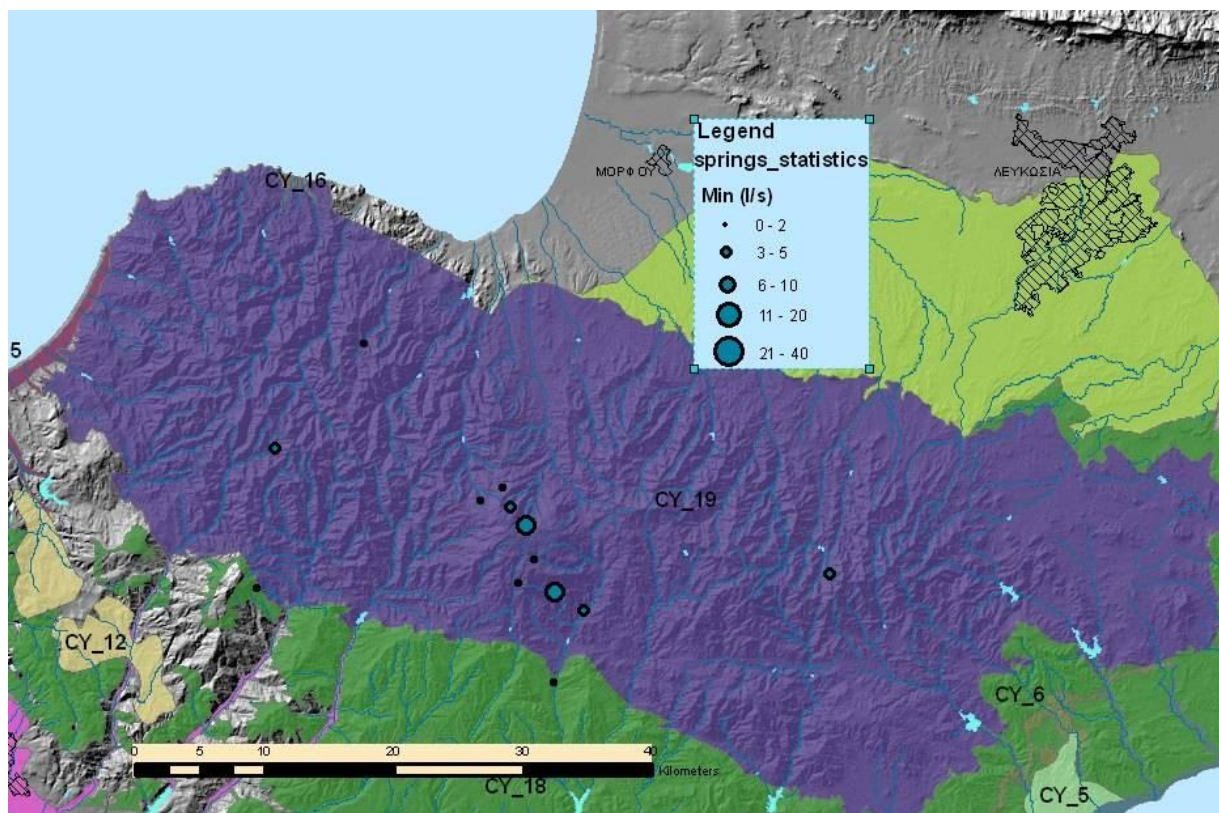 Legend
springs_statistics
Min (l/s)
0 - 2
3 - 5
6 - 10
11 - 20
21 - 40
ΜΟΡΦΟΥ
ΛΕΥΚΩΣΙΑ
CY_16
5
CY_19
CY_12
CY_6
CY_18
CY_5
0 5 10 20 30 40
Kilometers